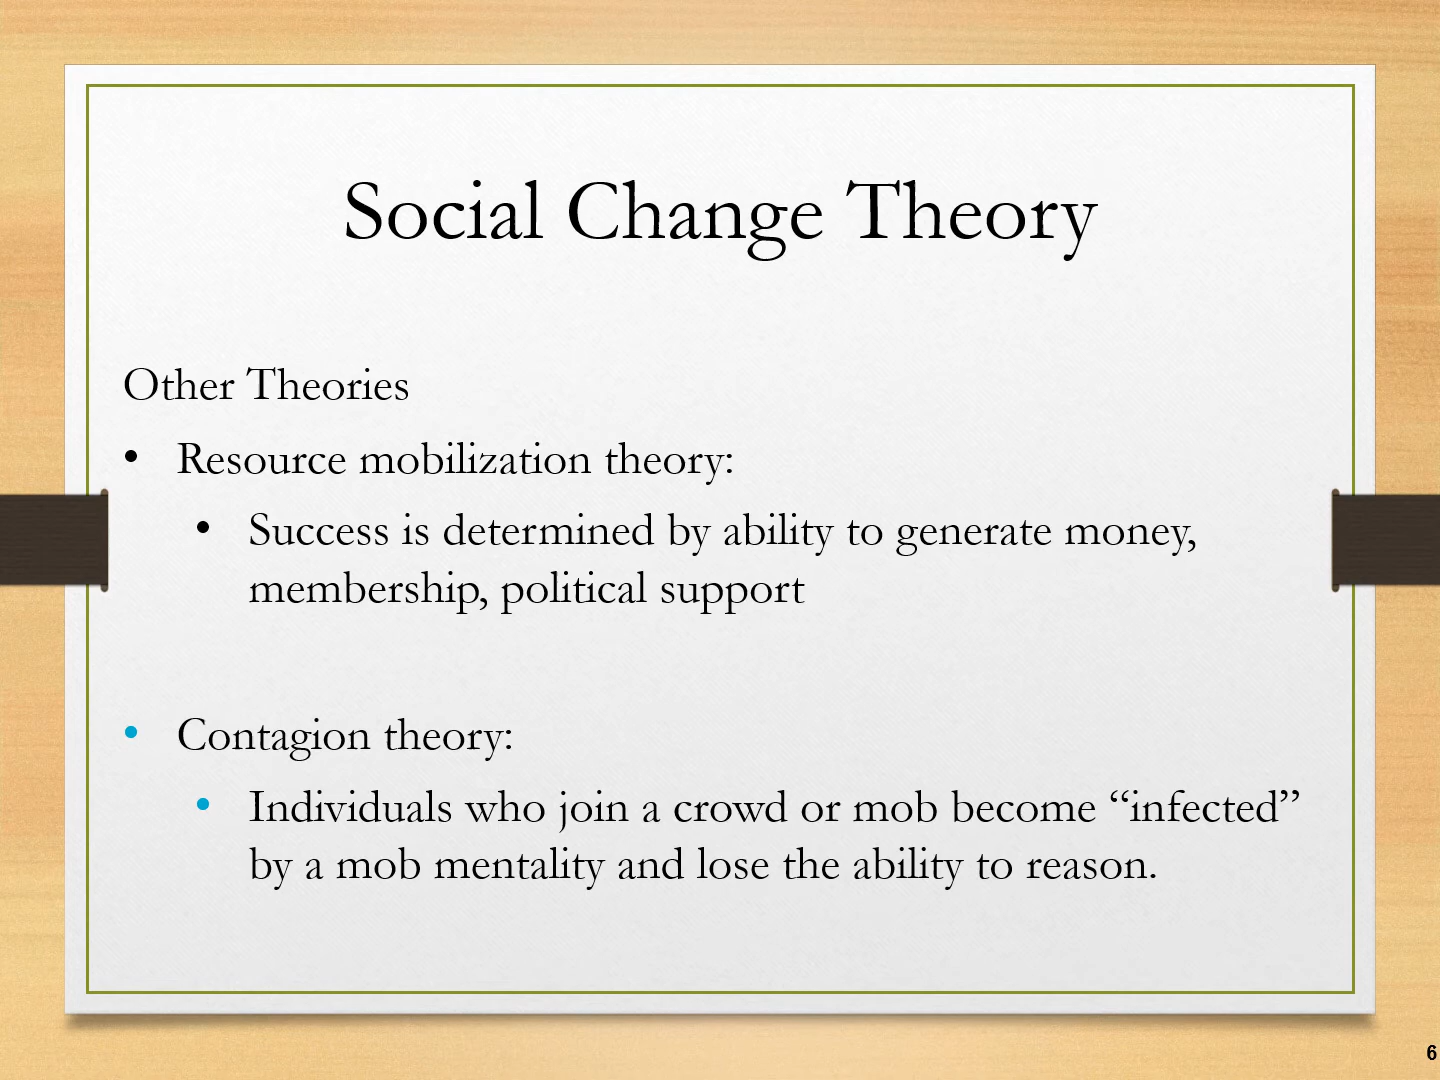 Social Change Theory
Other Theories
• Resource mobilization theory:
• Success is determined by ability to generate money,
membership, political support
• Contagion theory:
• Individuals who join a crowd or mob become “infected”
by a mob mentality and lose the ability to reason.
6